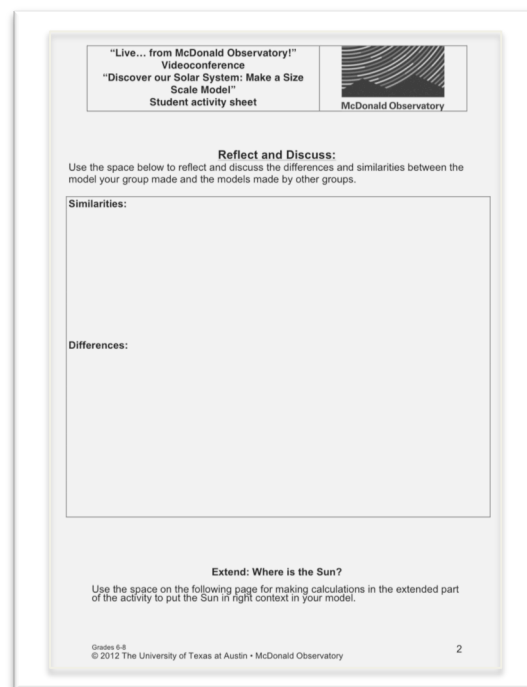 “Live… from McDonald Observatory!”
Videoconference
“Discover our Solar System: Make a Size
Scale Model”
Student activity sheet
McDonald Observatory
Reflect and Discuss:
Use the space below to reflect and discuss the differences and similarities between the
model your group made and the models made by other groups.
Similarities:
Differences:
Extend: Where is the Sun?
Use the space on the following page for making calculations in the extended part
of the activity to put the Sun in right context in your model.
Grades 6-8
© 2012 The University of Texas at Austin • McDonald Observatory
2